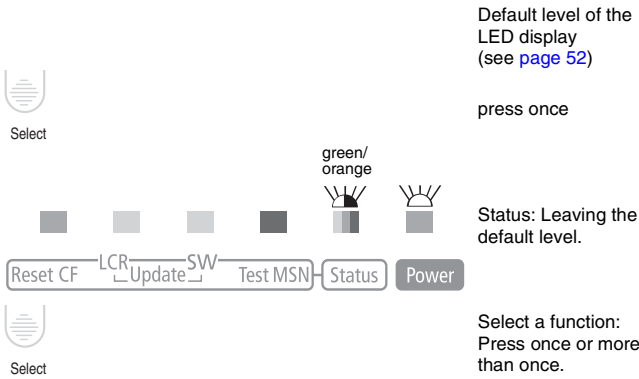 Default level of the
LED display
(see page 52)
press once
Select
green/
orange
Status: Leaving the
default level.
Reset CF LCR Update SW Test MSN Status Power
Select a function:
Press once or more
than once.
Select